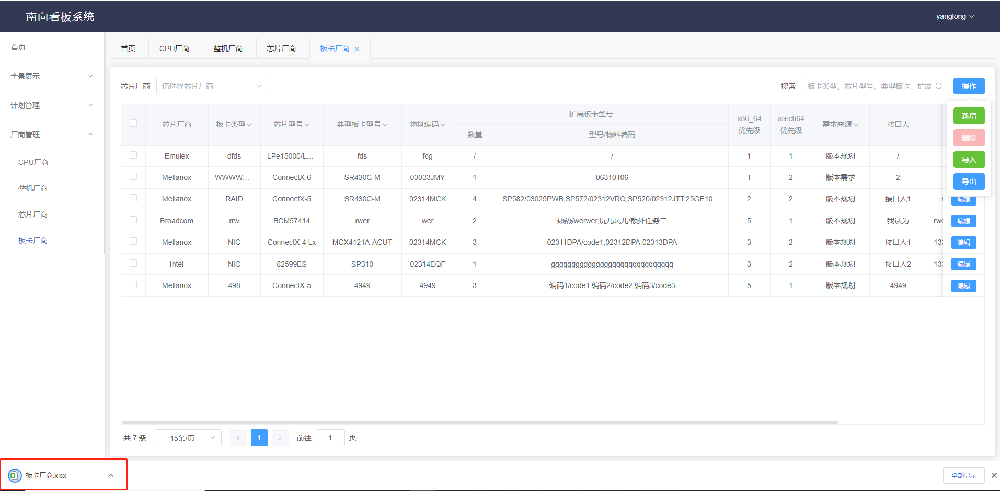 南向看板系统
yanglong
首页
全景展示
计划管理
厂商管理
CPU厂商
整机厂商
芯片厂商
板卡厂商
首页 CPU厂商 整机厂商 芯片厂商 板卡厂商
芯片厂商 请选择芯片厂商 搜索 板卡类型、芯片型号、典型板卡、扩展 操作
新增
删除
导入
导出
芯片厂商 板卡类型 芯片型号 典型板卡型号 物料编码 扩展板卡型号 数量 型号/物料编码 x86_64 优先级 aarch64 优先级 需求来源 接口人
Emulex dfds LPe15000/L... fds fdg / / 1 1 版本规划 /
Mellanox WWWW... ConnectX-6 SR430C-M 03033JMY 1 06310106 1 2 版本需求 2
Mellanox RAID ConnectX-5 SR430C-M 02314MCK 4 SP582/03025PWB,SP572/02312VRQ,SP520/02312JTT,25GE10... 2 2 版本规划 接口人1 编辑
Broadcom rrw BCM57414 rwer wer 2 热热/werwer,玩儿玩儿/额外任务二 5 1 版本规划 我认为 rwe 编辑
Mellanox NIC ConnectX-4 Lx MCX4121A-ACUT 02314MCK 3 02311DPA/code1,02312DPA,02313DPA 3 2 版本规划 接口人1 13 编辑
Intel NIC 82599ES SP310 02314EQF 1 gggggggggggggggqqqqqqqqqqqqqqq 3 2 版本规划 接口人2 13 编辑
Mellanox 498 ConnectX-5 4949 4949 3 编码1/code1,编码2/code2,编码3/code3 5 1 版本规划 4949 编辑
共 7 条 15条/页 1 前往 1 页
板卡厂商.xlsx
全部显示